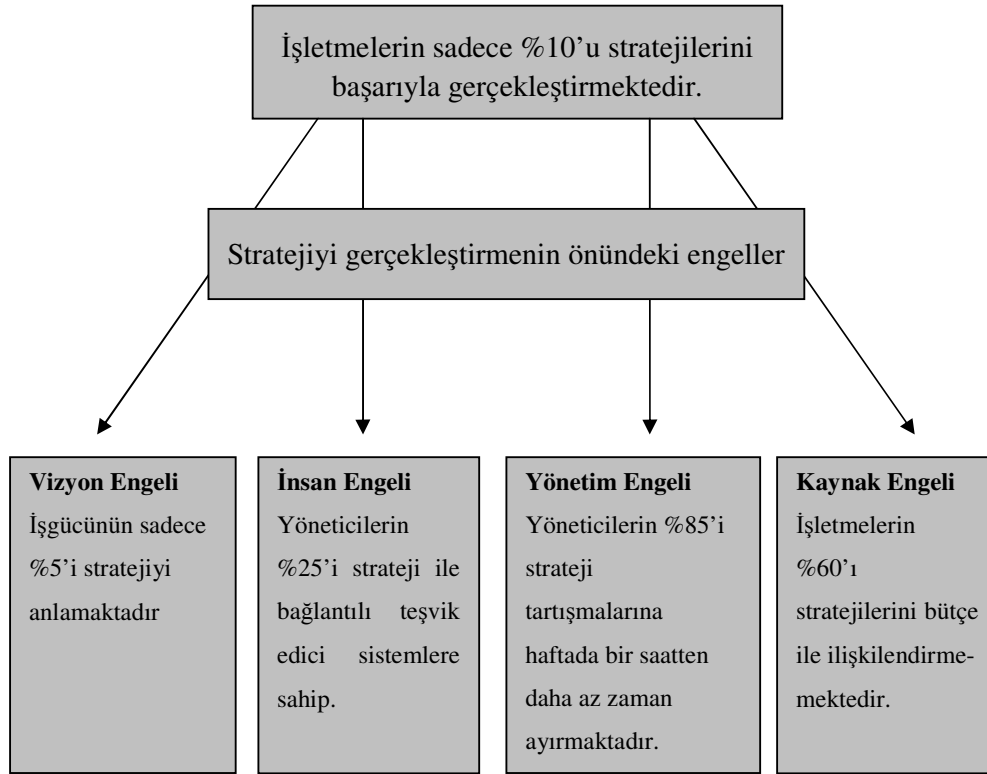 İşletmelerin sadece %10’u stratejilerini
başarıyla gerçekleştirmektedir.
Stratejiyi gerçekleştirmenin önündeki engeller
Vizyon Engeli
İşgücünün sadece
%5’i stratejiyi
anlamaktadır
İnsan Engeli
Yöneticilerin
%25’i strateji ile
bağlantılı teşvik
edici sistemlere
sahip.
Yönetim Engeli
Yöneticilerin %85’i
strateji
tartışmalarına
haftada bir saatten
daha az zaman
ayırmaktadır.
Kaynak Engeli
İşletmelerin
%60’ı
stratejilerini bütçe
ile ilişkilendirme-
mektedir.